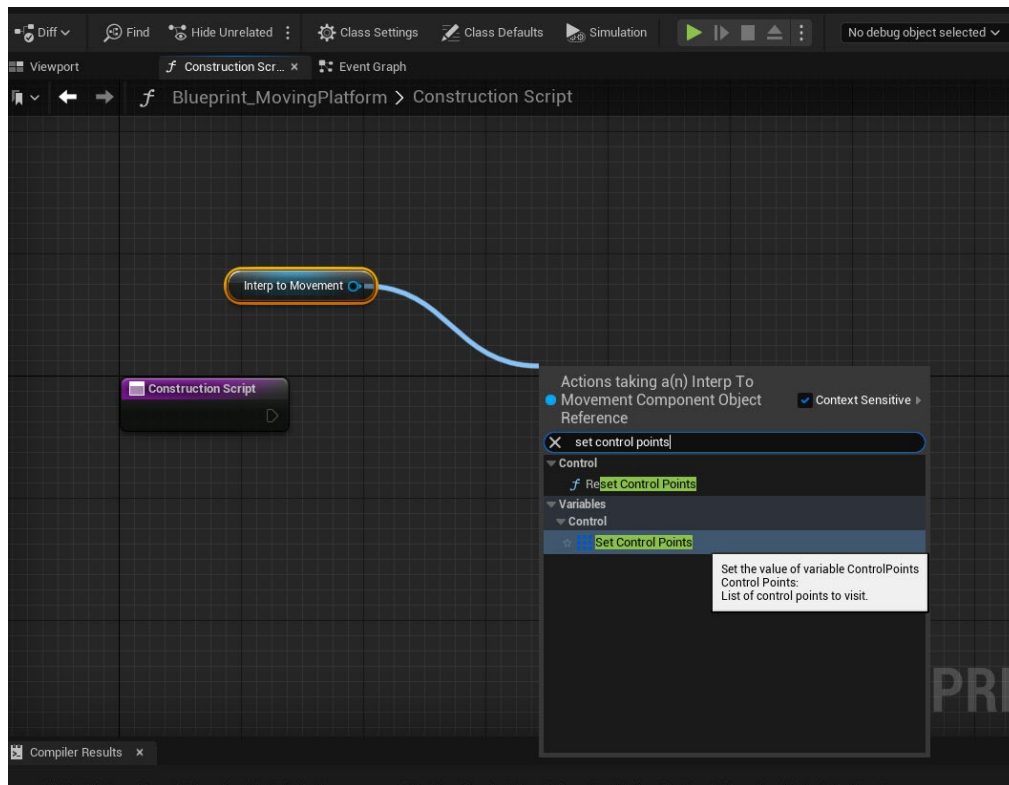 Diff
Find
Hide Unrelated
Class Settings
Class Defaults
Simulation
No debug object selected
Viewport
Construction Scr...
Event Graph
Blueprint_MovingPlatform > Construction Script
Interp to Movement
Construction Script
Actions taking a(n) Interp To
Movement Component Object
Reference
Context Sensitive
set control points
Control
Reset Control Points
Variables
Control
Set Control Points
Set the value of variable ControlPoints
Control Points:
List of control points to visit.
PRI
Compiler Results